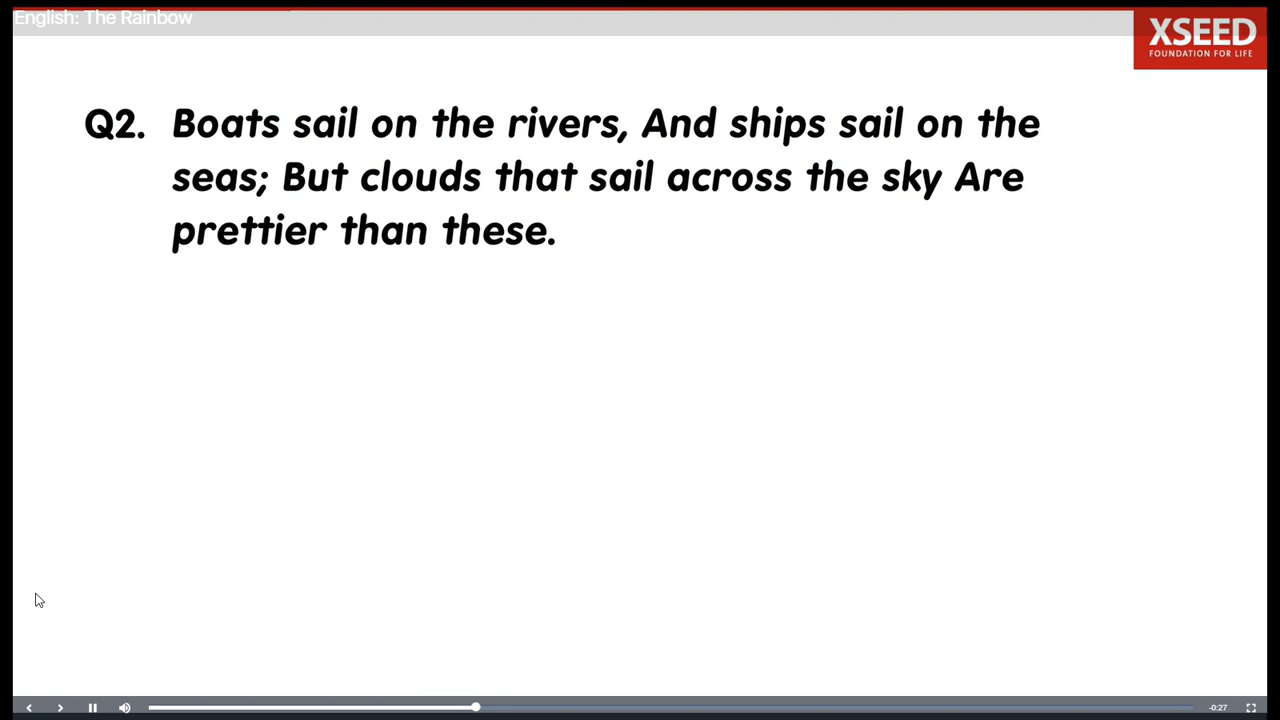 English: The Rainbow
XSEED
FOUNDATION FOR LIFE
Q2. Boats sail on the rivers, And ships sail on the
seas; But clouds that sail across the sky Are
prettier than these.
-0:27